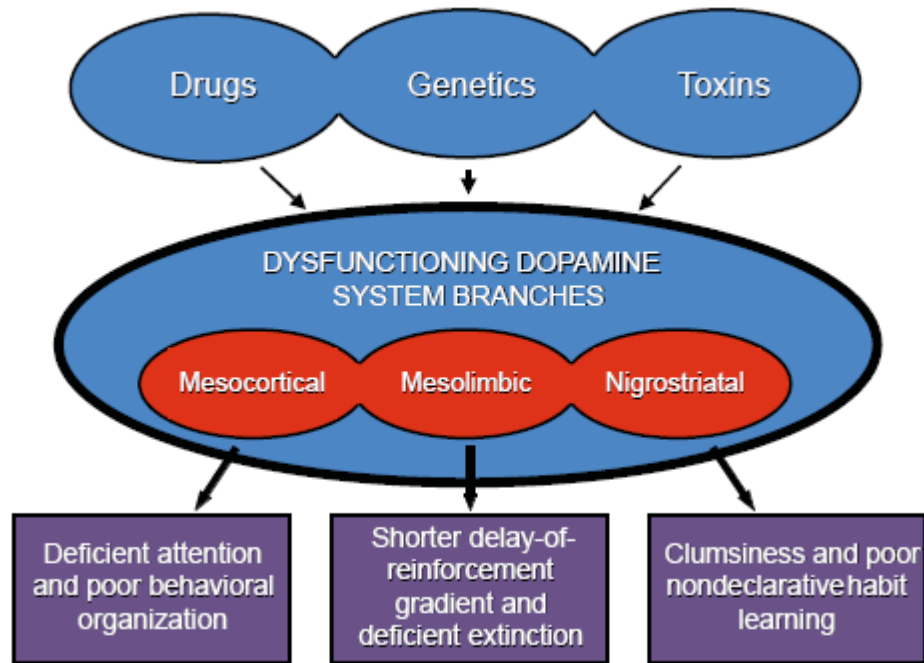 Drugs
Genetics
Toxins
DYSFUNCTIONING DOPAMINE
SYSTEM BRANCHES
Mesocortical
Mesolimbic
Nigrostriatal
Deficient attention
and poor behavioral
organization
Shorter delay-of-
reinforcement
gradient and
deficient extinction
Clumsiness and poor
nondeclarative habit
learning